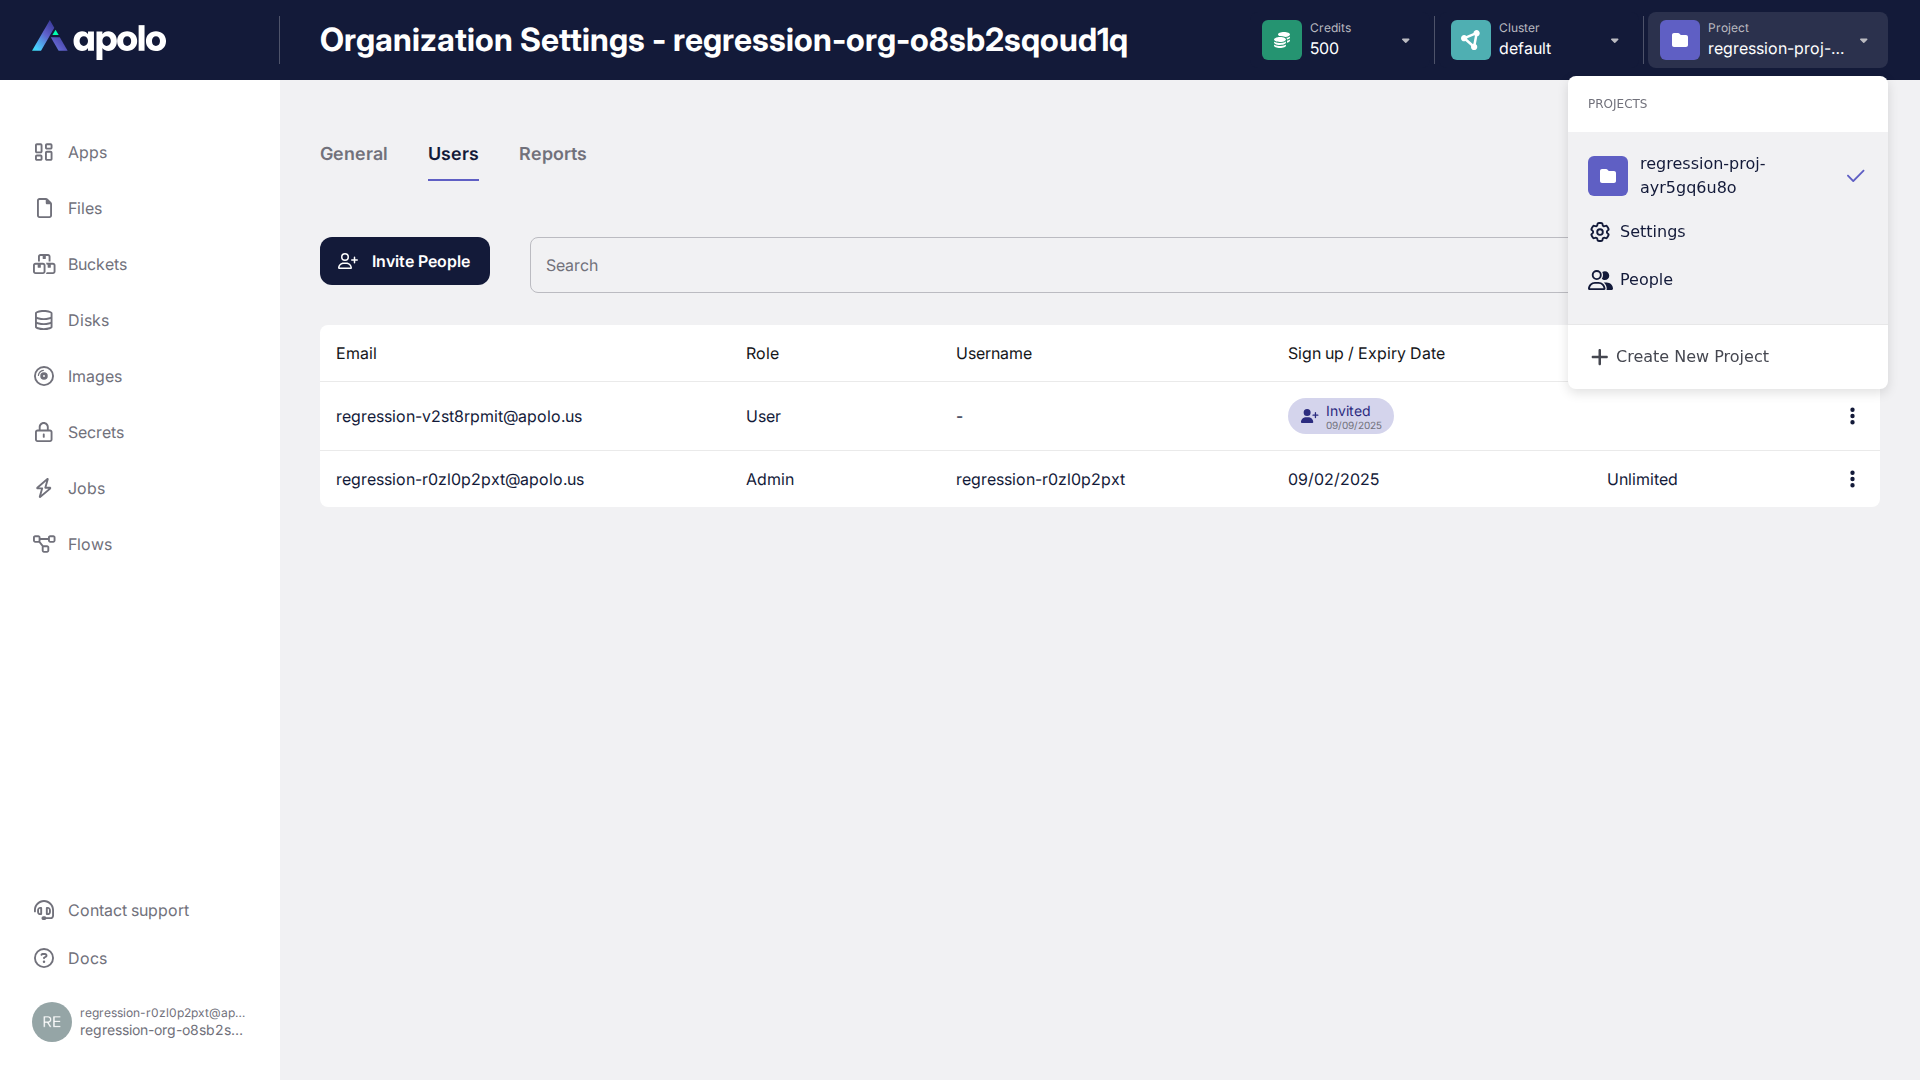 apolo
Organization Settings - regression-org-o8sb2sqoud1q
Credits
500
Cluster
default
Project
regression-proj-...
PROJECTS
regression-proj-
ayr5gq6u8o
Settings
People
Create New Project
Apps
Files
Buckets
Disks
Images
Secrets
Jobs
Flows
General
Users
Reports
Invite People
Search
Email
Role
Username
Sign up / Expiry Date
regression-v2st8rpmit@apolo.us
User
-
Invited
09/09/2025
regression-r0zl0p2pxt@apolo.us
Admin
regression-r0zl0p2pxt
09/02/2025
Unlimited
Contact support
Docs
RE
regression-r0zl0p2pxt@ap...
regression-org-o8sb2s...